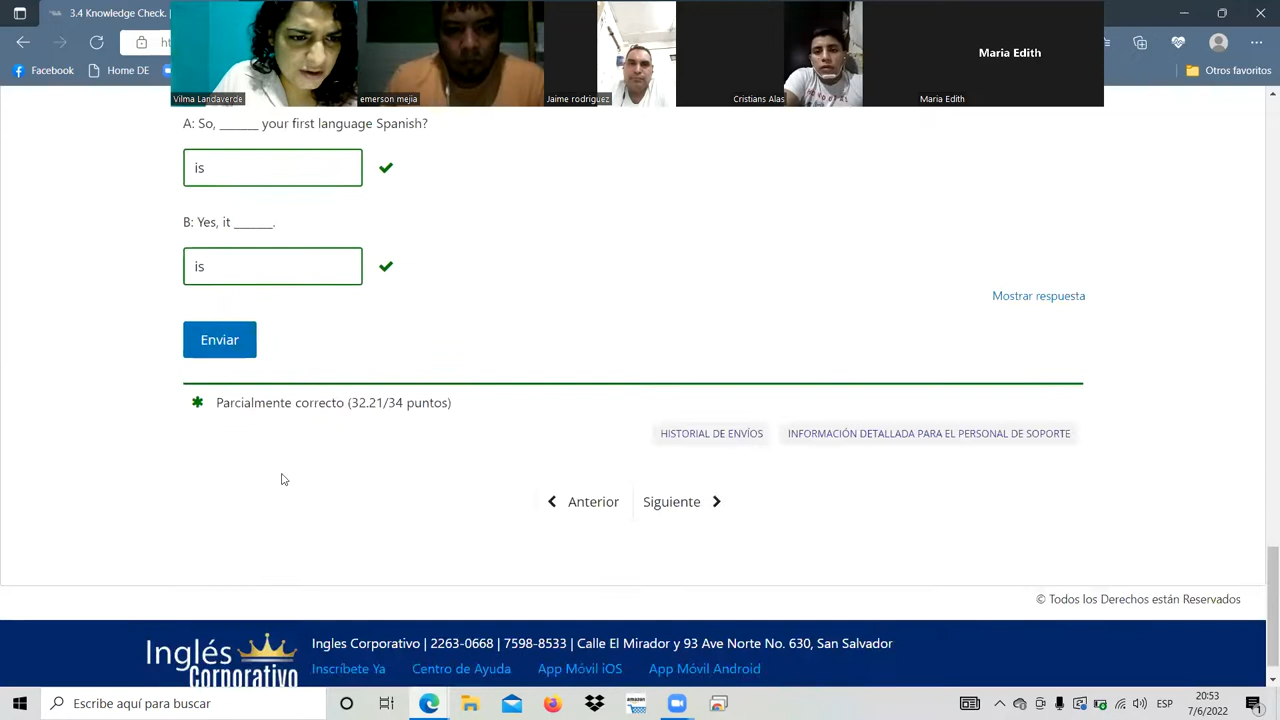 Vilma Landaverde
emerson mejia
Jaime rodriguez
Cristians Alas
Maria Edith
Maria Edith
Facebook
Home DE
Otros favoritos
A: So, ______ your first language Spanish?
is
B: Yes, it ______.
is
Mostrar respuesta
Enviar
Parcialmente correcto (32.21/34 puntos)
HISTORIAL DE ENVÍOS
INFORMACIÓN DETALLADA PARA EL PERSONAL DE SOPORTE
Anterior
Siguiente
© Todos los Derechos están Reservados
Inglés Corporativo
Ingles Corporativo | 2263-0668 | 7598-8533 | Calle El Mirador y 93 Ave Norte No. 630, San Salvador
Inscríbete Ya Centro de Ayuda App Móvil iOS App Móvil Android
Escribe aquí para buscar
amazon
ESP
20:53
7/6/2022
1